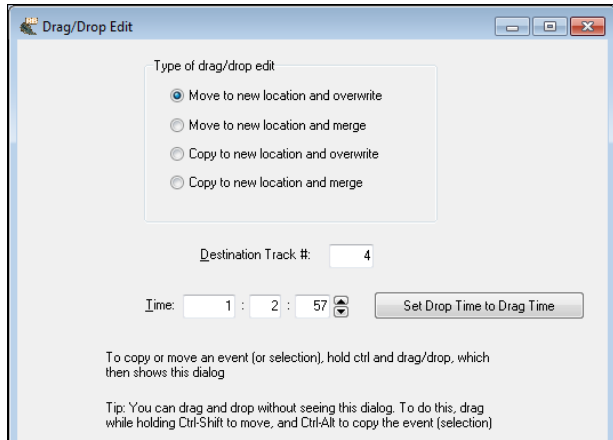 Drag/Drop Edit
Type of drag/drop edit
Move to new location and overwrite
Move to new location and merge
Copy to new location and overwrite
Copy to new location and merge
Destination Track #: 4
Time: 1 : 2 : 57 Set Drop Time to Drag Time
To copy or move an event (or selection), hold ctrl and drag/drop, which
then shows this dialog
Tip: You can drag and drop without seeing this dialog. To do this, drag
while holding Ctrl-Shift to move, and Ctrl-Alt to copy the event (selection)